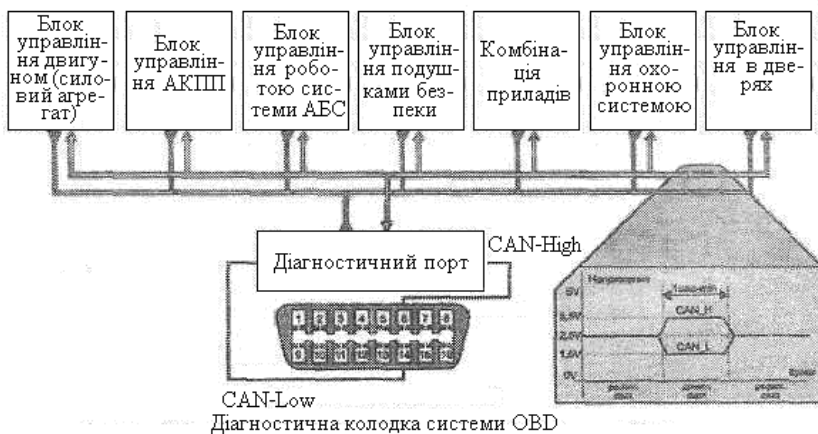 Блок
управлін-
ня двигу-
ном (сило-
вий агре-
гат)
Блок
управлін-
ня АКПП
Блок
управлін-
ня робо-
тою сис-
теми АБС
Блок
управлін-
ня подуш-
ками без-
пеки
Комбіна-
ція
приладів
Блок
управлін-
ня охо-
ронною
системою
Блок
управлін-
ня в две-
рях
Діагностичний порт
CAN-High
1 2 3 4 5 6 7 8
9 10 11 12 13 14 15 16
CAN-Low
Діагностична колодка системи OBD
Напряжение
5V
3,5V
2,5V
1,5V
0V
CAN_H
CAN_L
Время